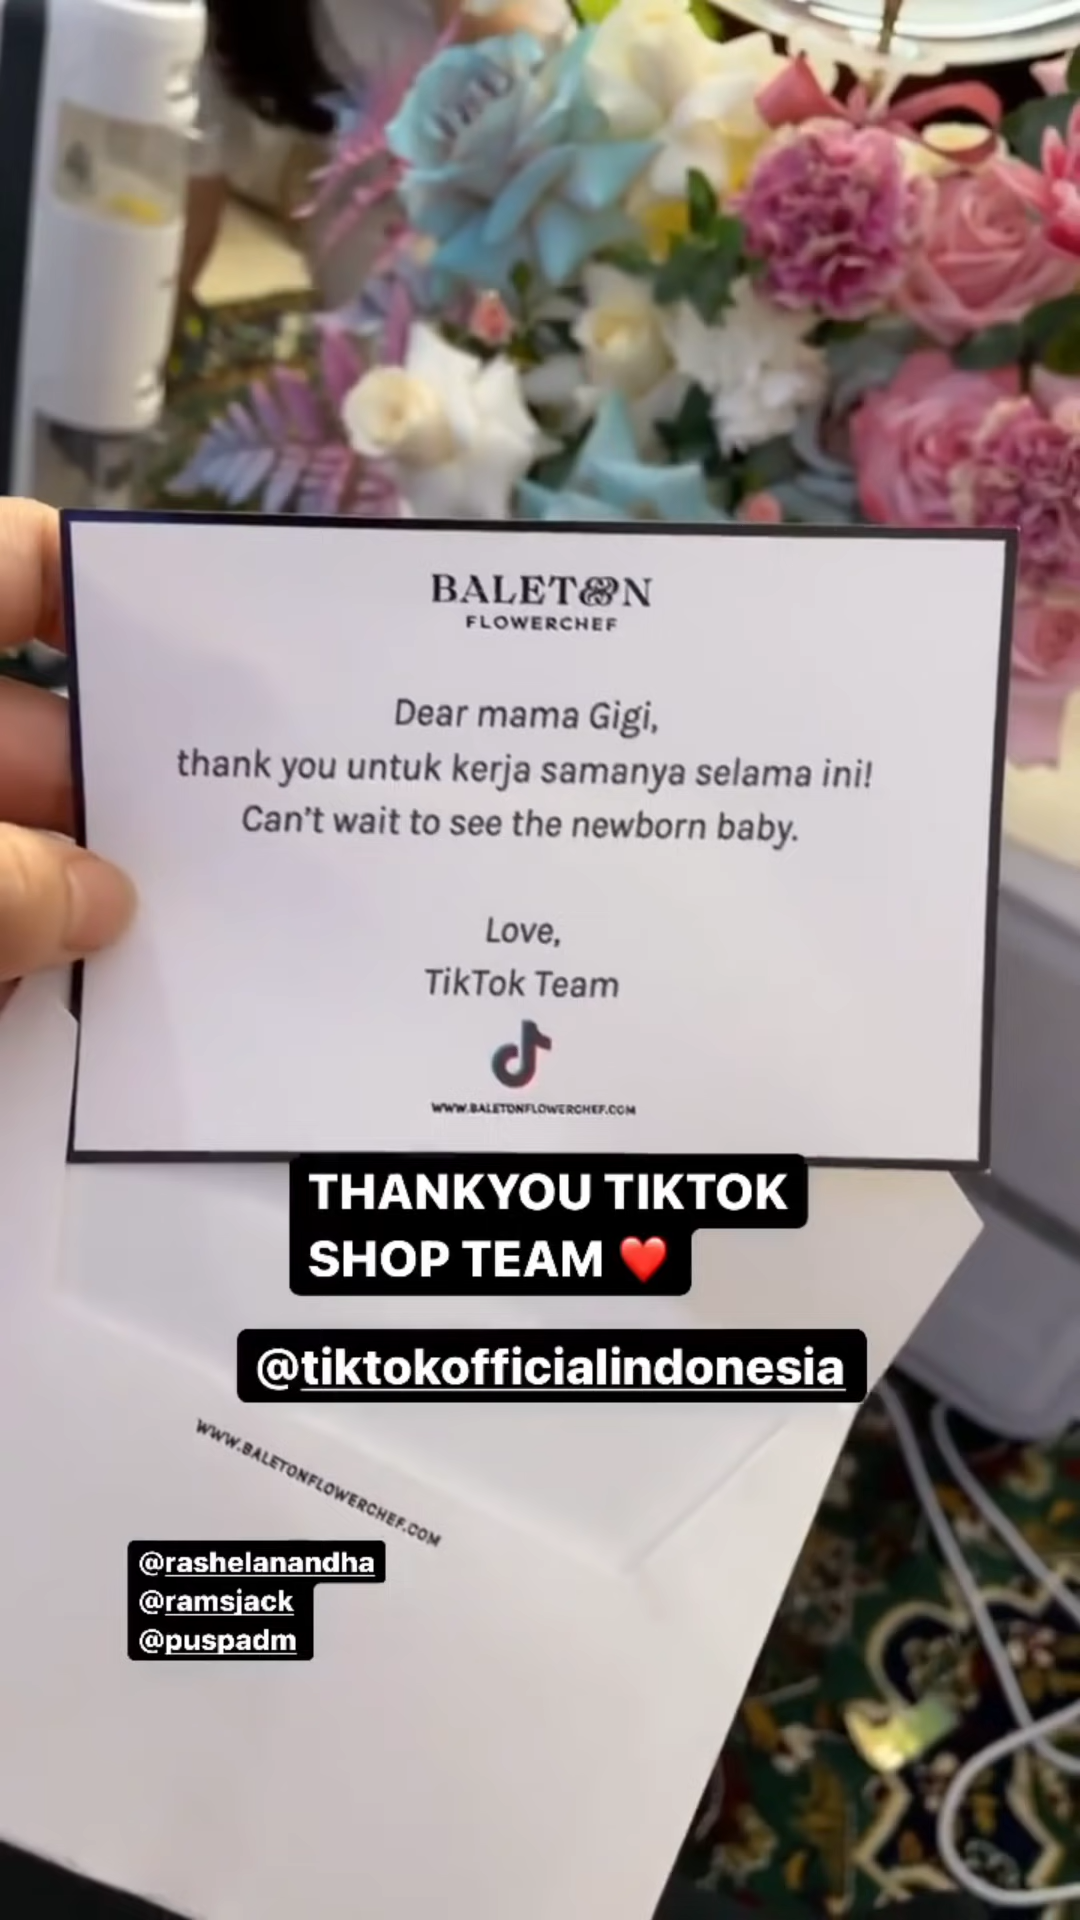 BALETON
FLOWERCHEF
Dear mama Gigi,
thank you untuk kerja samanya selama ini!
Can't wait to see the newborn baby.
Love,
TikTok Team
WWW.BALETONFLOWERCHEF.COM
THANKYOU TIKTOK
SHOP TEAM ❤️
@tiktokofficialindonesia
WWW.BALETONFLOWERCHEF.COM
@rashelanandha
@ramsjack
@puspadm